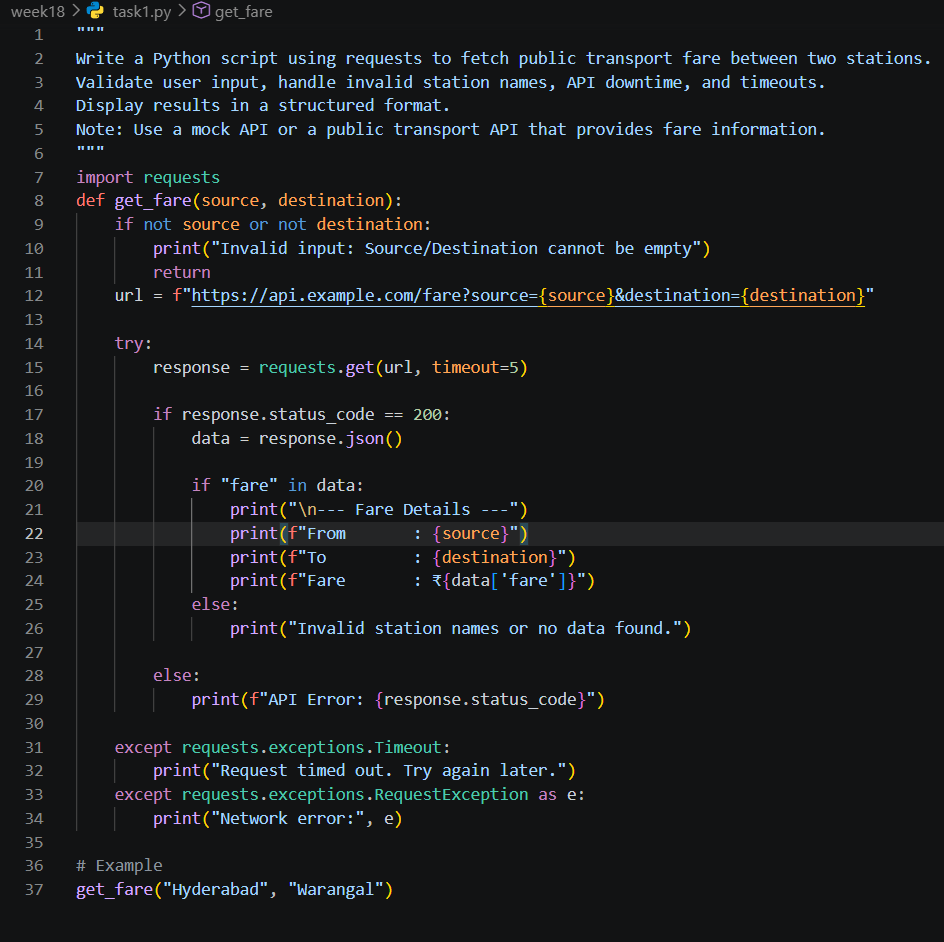 week18 > task1.py > get_fare
1 """
2 Write a Python script using requests to fetch public transport fare between two stations.
3 Validate user input, handle invalid station names, API downtime, and timeouts.
4 Display results in a structured format.
5 Note: Use a mock API or a public transport API that provides fare information.
6 """
7 import requests
8 def get_fare(source, destination):
9     if not source or not destination:
10         print("Invalid input: Source/Destination cannot be empty")
11         return
12     url = f"https://api.example.com/fare?source={source}&destination={destination}"
13
14     try:
15         response = requests.get(url, timeout=5)
16
17         if response.status_code == 200:
18             data = response.json()
19
20             if "fare" in data:
21                 print("\n--- Fare Details ---")
22                 print(f"From       : {source}")
23                 print(f"To         : {destination}")
24                 print(f"Fare       : ₹{data['fare']}")
25             else:
26                 print("Invalid station names or no data found.")
27
28         else:
29             print(f"API Error: {response.status_code}")
30
31     except requests.exceptions.Timeout:
32         print("Request timed out. Try again later.")
33     except requests.exceptions.RequestException as e:
34         print("Network error:", e)
35
36 # Example
37 get_fare("Hyderabad", "Warangal")